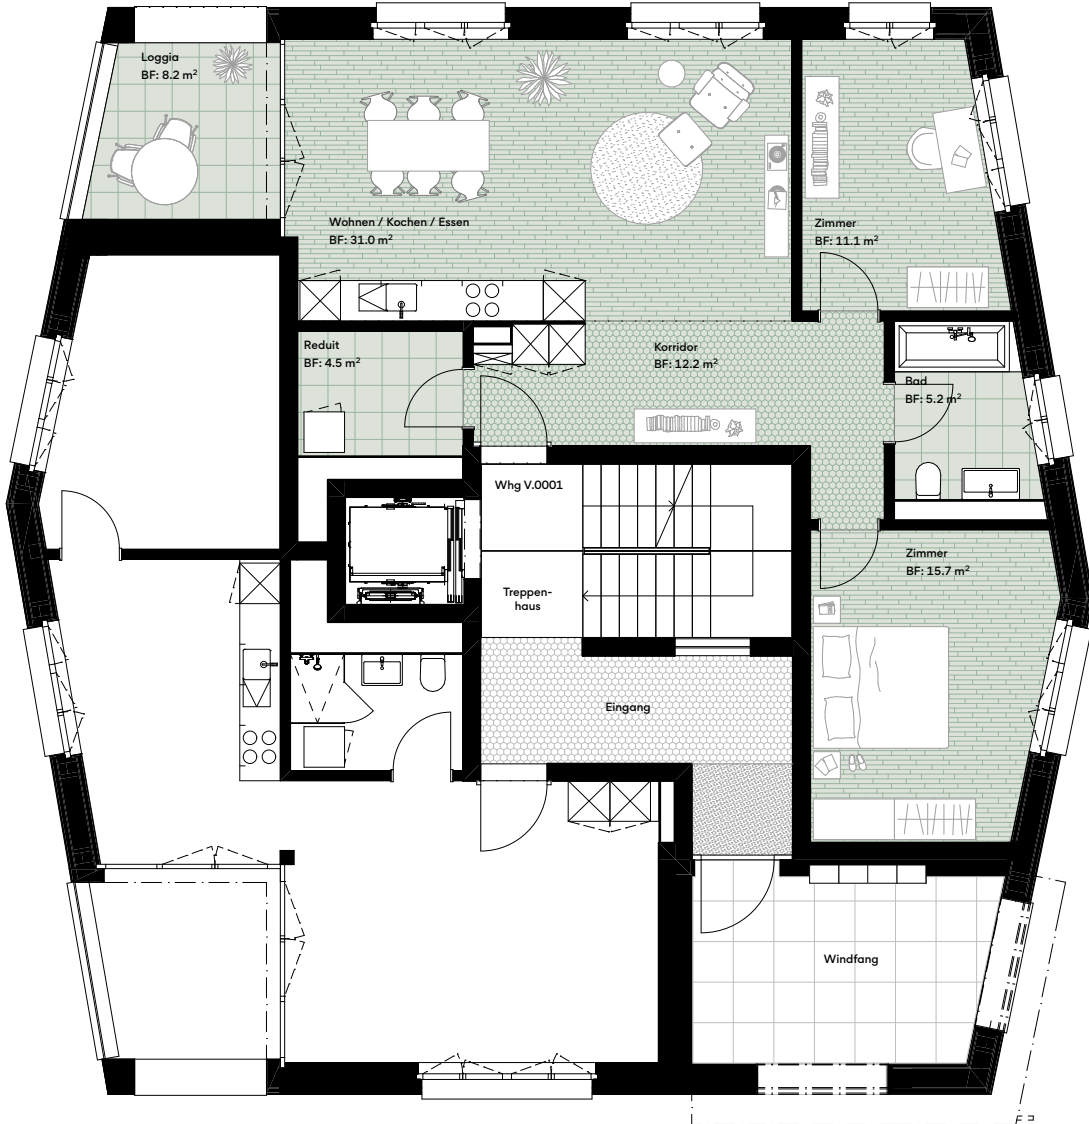 Loggia
BF: 8.2 m²
Wohnen / Kochen / Essen
BF: 31.0 m²
Zimmer
BF: 11.1 m²
Reduit
BF: 4.5 m²
Korridor
BF: 12.2 m²
Bad
BF: 5.2 m²
Whg V.0001
Treppen-
haus
Zimmer
BF: 15.7 m²
Eingang
Windfang